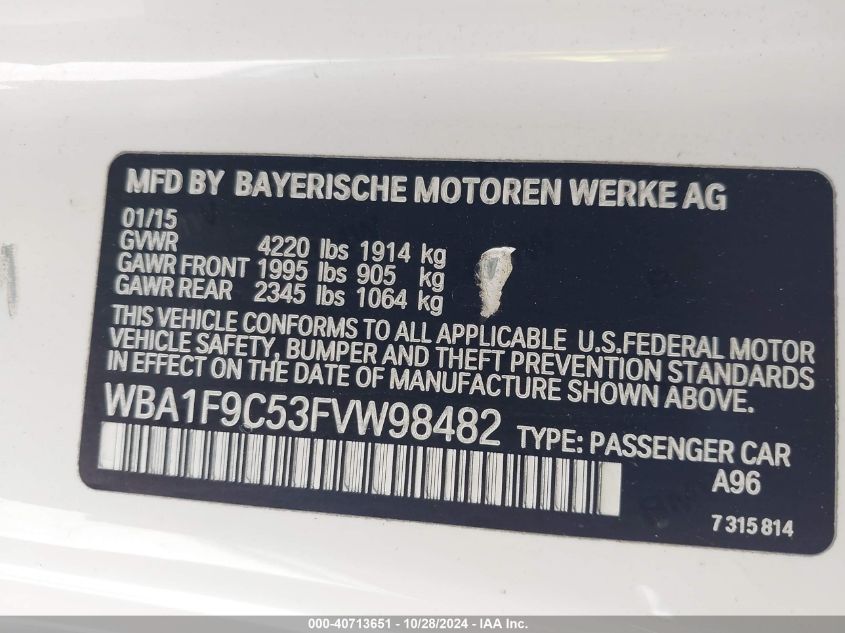 MFD BY BAYERISCHE MOTOREN WERKE AG
01/15
GVWR 4220 lbs 1914 kg
GAWR FRONT 1995 lbs 905 kg
GAWR REAR 2345 lbs 1064 kg
THIS VEHICLE CONFORMS TO ALL APPLICABLE U.S.FEDERAL MOTOR
VEHICLE SAFETY, BUMPER AND THEFT PREVENTION STANDARDS
IN EFFECT ON THE DATE OF MANUFACTURE SHOWN ABOVE.
WBA1F9C53FVW98482 TYPE: PASSENGER CAR
A96
7 315 814
000-40713651 - 10/28/2024 - IAA Inc.